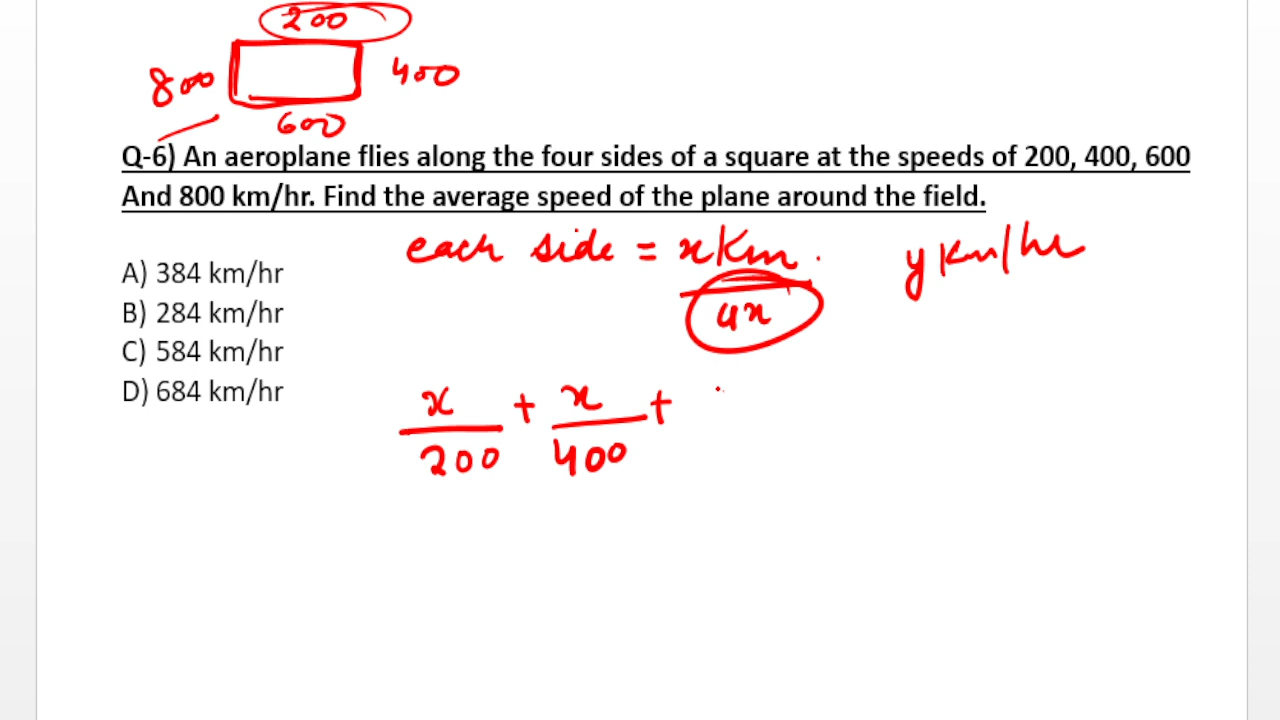 200
800 400
600
Q-6) An aeroplane flies along the four sides of a square at the speeds of 200, 400, 600
And 800 km/hr. Find the average speed of the plane around the field.
each side = x Km. y Km/hr
4x
A) 384 km/hr
B) 284 km/hr
C) 584 km/hr
D) 684 km/hr
x/200 + x/400 +